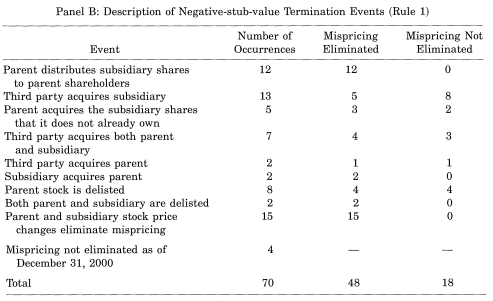 Panel B: Description of Negative-stub-value Termination Events (Rule 1)
Number of Mispricing Mispricing Not
Event Occurrences Eliminated Eliminated
Parent distributes subsidiary shares 12 12 0
to parent shareholders
Third party acquires subsidiary 13 5 8
Parent acquires the subsidiary shares 5 3 2
that it does not already own
Third party acquires both parent 7 4 3
and subsidiary
Third party acquires parent 2 1 1
Subsidiary acquires parent 2 2 0
Parent stock is delisted 8 4 4
Both parent and subsidiary are delisted 2 2 0
Parent and subsidiary stock price 15 15 0
changes eliminate mispricing
Mispricing not eliminated as of 4 — —
December 31, 2000
Total 70 48 18